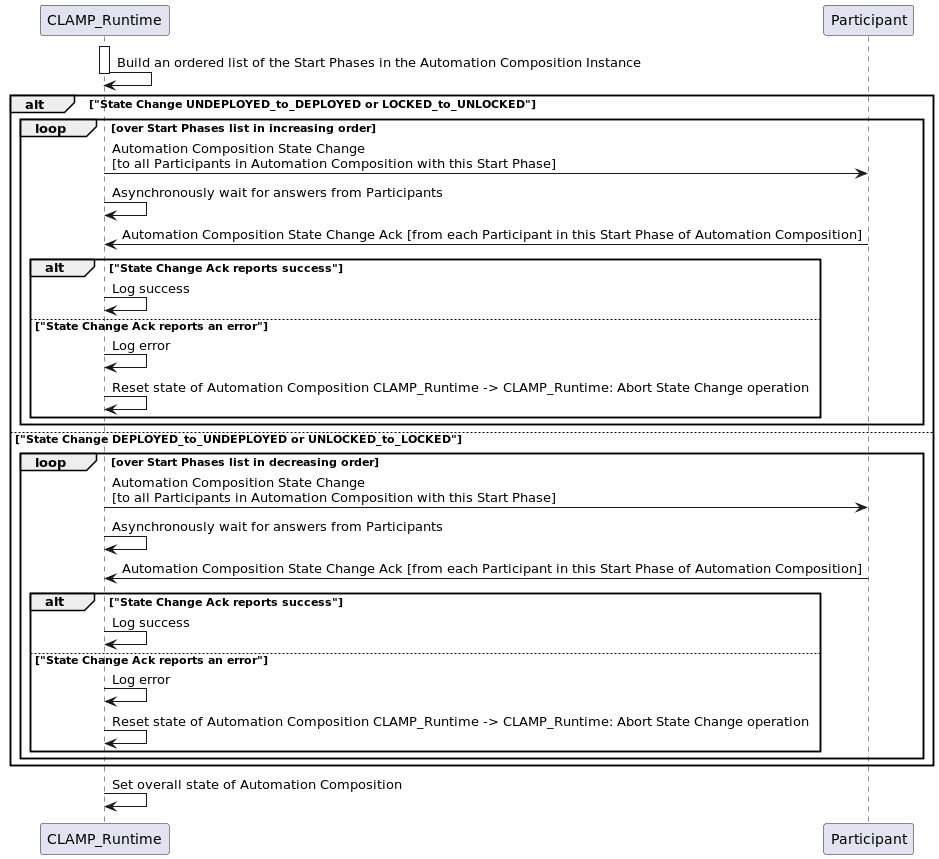 CLAMP_Runtime
Participant
Build an ordered list of the Start Phases in the Automation Composition Instance
alt
["State Change UNDEPLOYED_to_DEPLOYED or LOCKED_to_UNLOCKED"]
loop
[over Start Phases list in increasing order]
Automation Composition State Change
[to all Participants in Automation Composition with this Start Phase]
Asynchronously wait for answers from Participants
Automation Composition State Change Ack [from each Participant in this Start Phase of Automation Composition]
alt
["State Change Ack reports success"]
Log success
["State Change Ack reports an error"]
Log error
Reset state of Automation Composition CLAMP_Runtime -> CLAMP_Runtime: Abort State Change operation
["State Change DEPLOYED_to_UNDEPLOYED or UNLOCKED_to_LOCKED"]
loop
[over Start Phases list in decreasing order]
Automation Composition State Change
[to all Participants in Automation Composition with this Start Phase]
Asynchronously wait for answers from Participants
Automation Composition State Change Ack [from each Participant in this Start Phase of Automation Composition]
alt
["State Change Ack reports success"]
Log success
["State Change Ack reports an error"]
Log error
Reset state of Automation Composition CLAMP_Runtime -> CLAMP_Runtime: Abort State Change operation
Set overall state of Automation Composition
CLAMP_Runtime
Participant